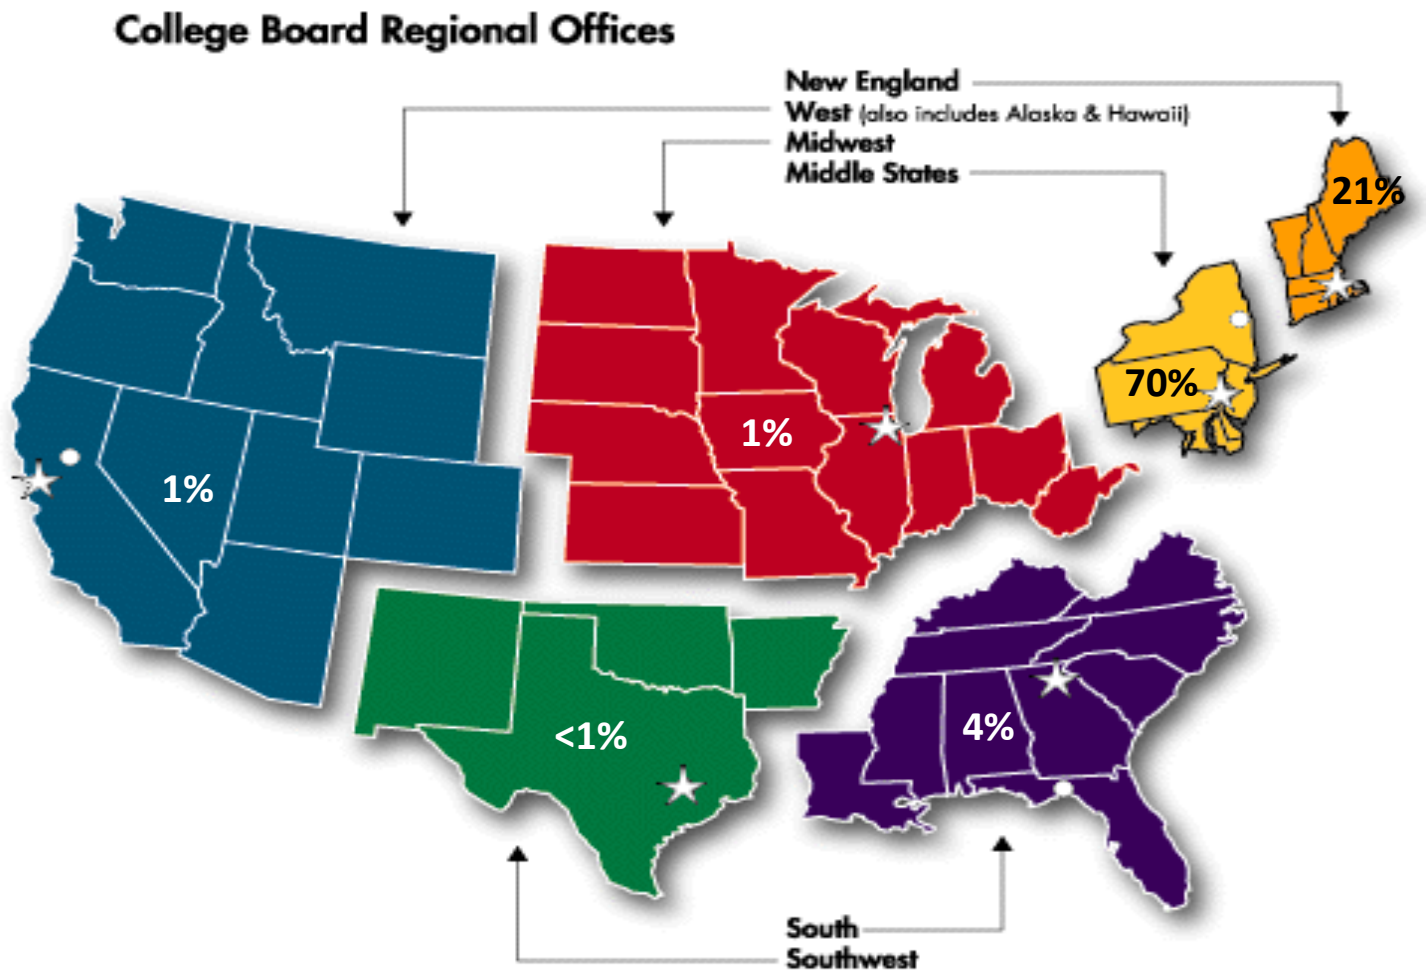 College Board Regional Offices
New England
West (also includes Alaska & Hawaii)
Midwest
Middle States
21%
70%
1%
1%
<1%
4%
South
Southwest